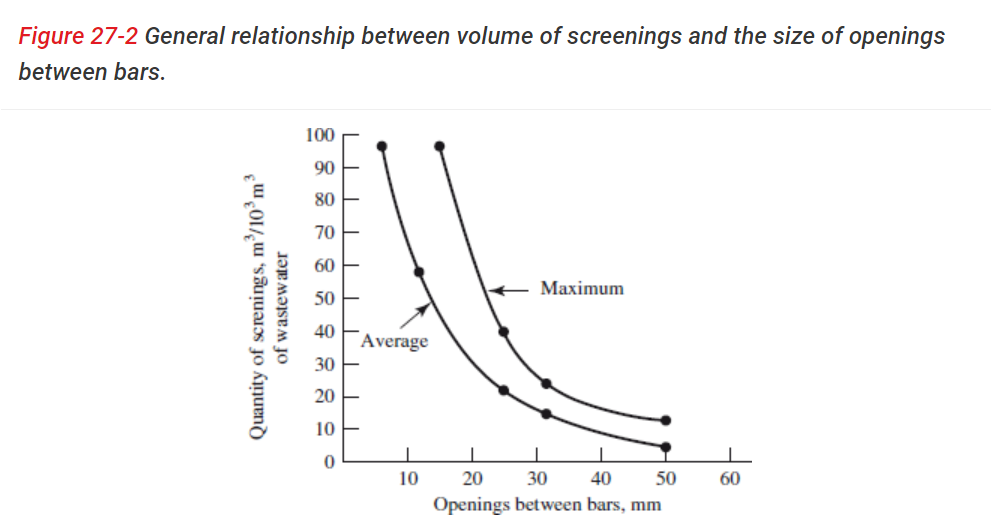 Figure 27-2 General relationship between volume of screenings and the size of openings
between bars.
Quantity of screnings, m³/10³ m³
of wastewater
100
90
80
70
60
50
40
30
20
10
0
Maximum
Average
10 20 30 40 50 60
Openings between bars, mm